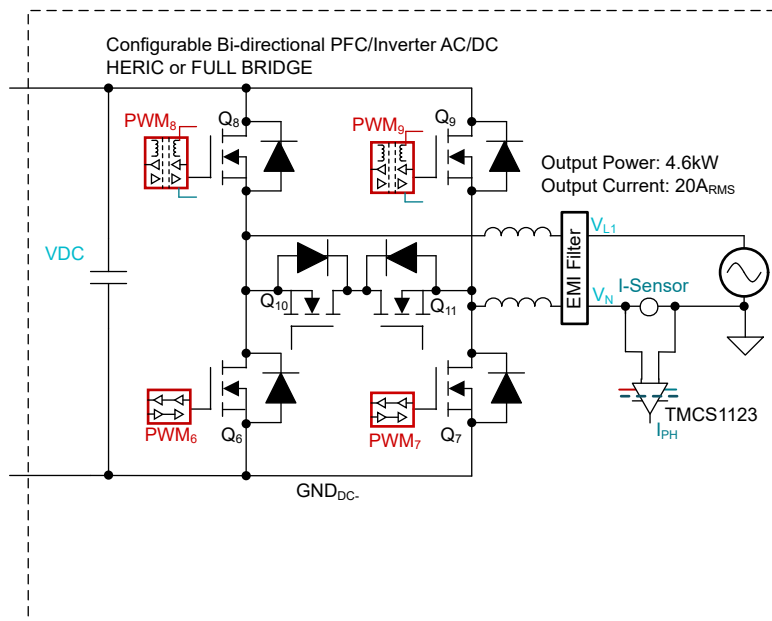 Configurable Bi-directional PFC/Inverter AC/DC
HERIC or FULL BRIDGE
PWM8
Q8
PWM9
Q9
Output Power: 4.6kW
Output Current: 20ARMS
VDC
VL1
EMI Filter
VN
I-Sensor
Q10
Q11
PWM6
Q6
PWM7
Q7
TMCS1123
IPH
GNDDC-